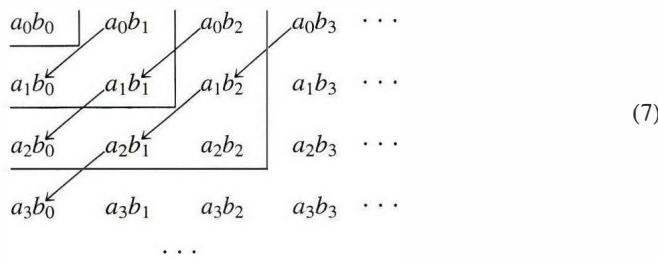 a₀b₀ a₀b₁ a₀b₂ a₀b₃ · · ·
a₁b₀ a₁b₁ a₁b₂ a₁b₃ · · ·
(7)
a₂b₀ a₂b₁ a₂b₂ a₂b₃ · · ·
a₃b₀ a₃b₁ a₃b₂ a₃b₃ · · ·
· · ·